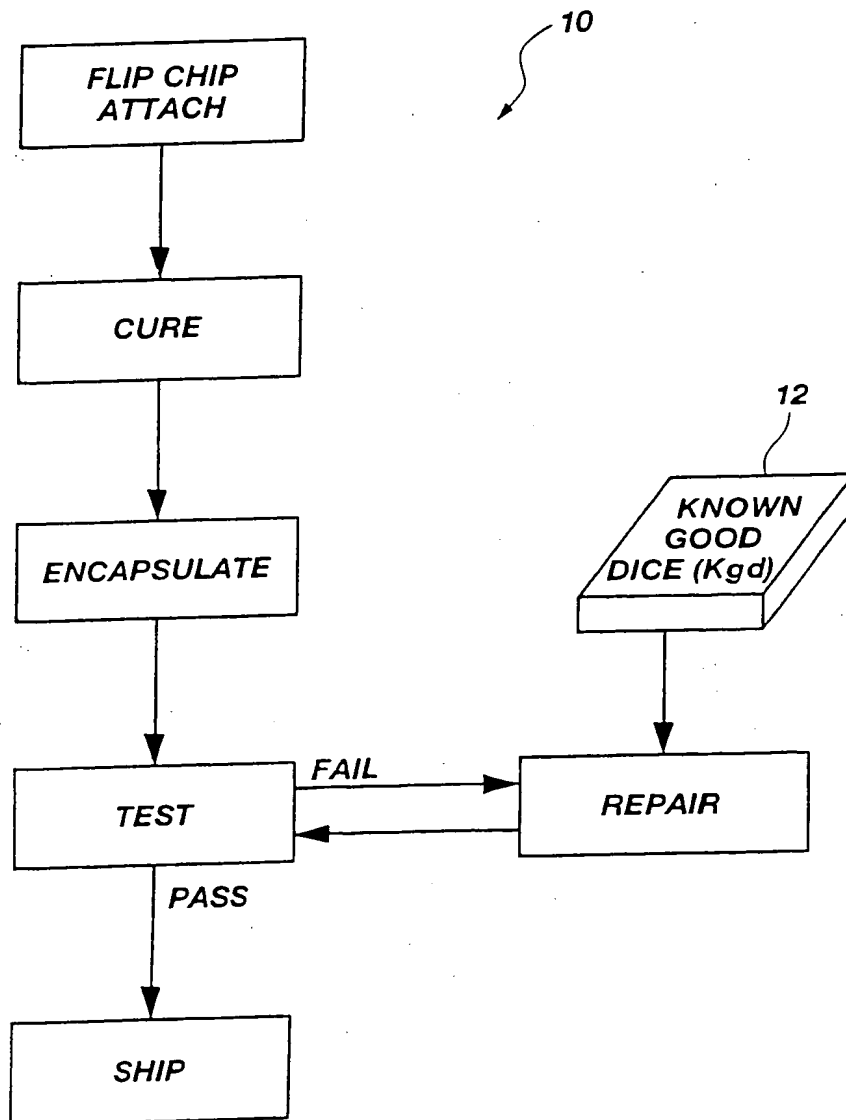 10
FLIP CHIP
ATTACH
CURE
12
KNOWN
GOOD
DICE (Kgd)
ENCAPSULATE
FAIL
TEST
REPAIR
PASS
SHIP